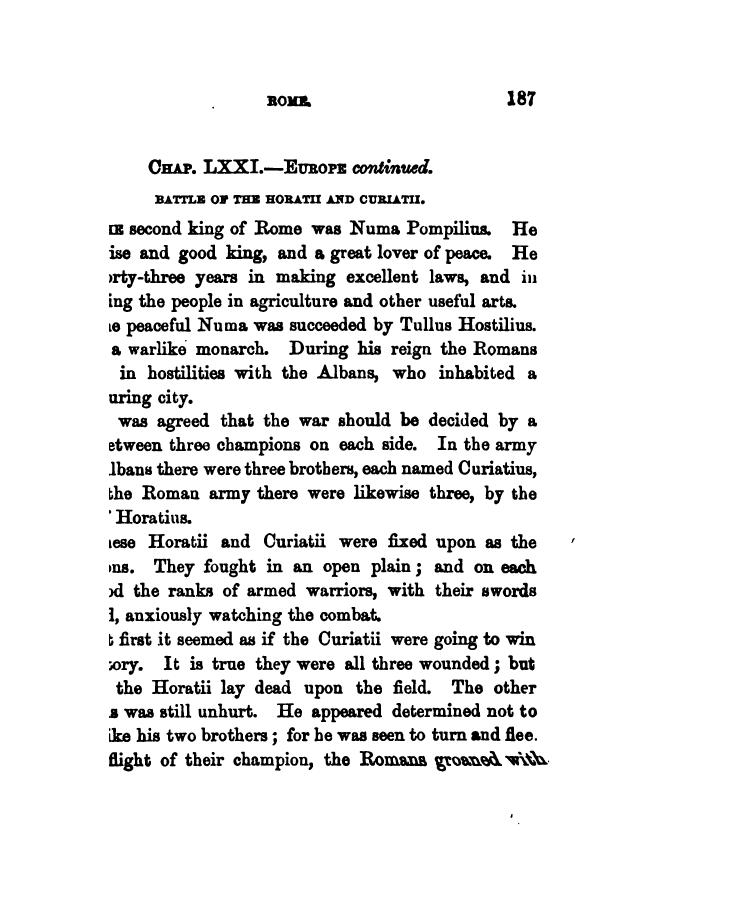 ROME.
187
CHAP. LXXI.—EUROPE continued.
BATTLE OF THE HORATII AND CURIATII.
second king of Rome was Numa Pompilius. He
ise and good king, and a great lover of peace. He
rty-three years in making excellent laws, and in
ing the people in agriculture and other useful arts.
e peaceful Numa was succeeded by Tullus Hostilius.
a warlike monarch. During his reign the Romans
in hostilities with the Albans, who inhabited a
uring city.
was agreed that the war should be decided by a
etween three champions on each side. In the army
lbans there were three brothers, each named Curiatius,
the Roman army there were likewise three, by the
Horatius.
ese Horatii and Curiatii were fixed upon as the
ns. They fought in an open plain; and on each
d the ranks of armed warriors, with their swords
, anxiously watching the combat.
first it seemed as if the Curiatii were going to win
ory. It is true they were all three wounded; but
the Horatii lay dead upon the field. The other
s was still unhurt. He appeared determined not to
ike his two brothers; for he was seen to turn and flee.
flight of their champion, the Romans groaned with